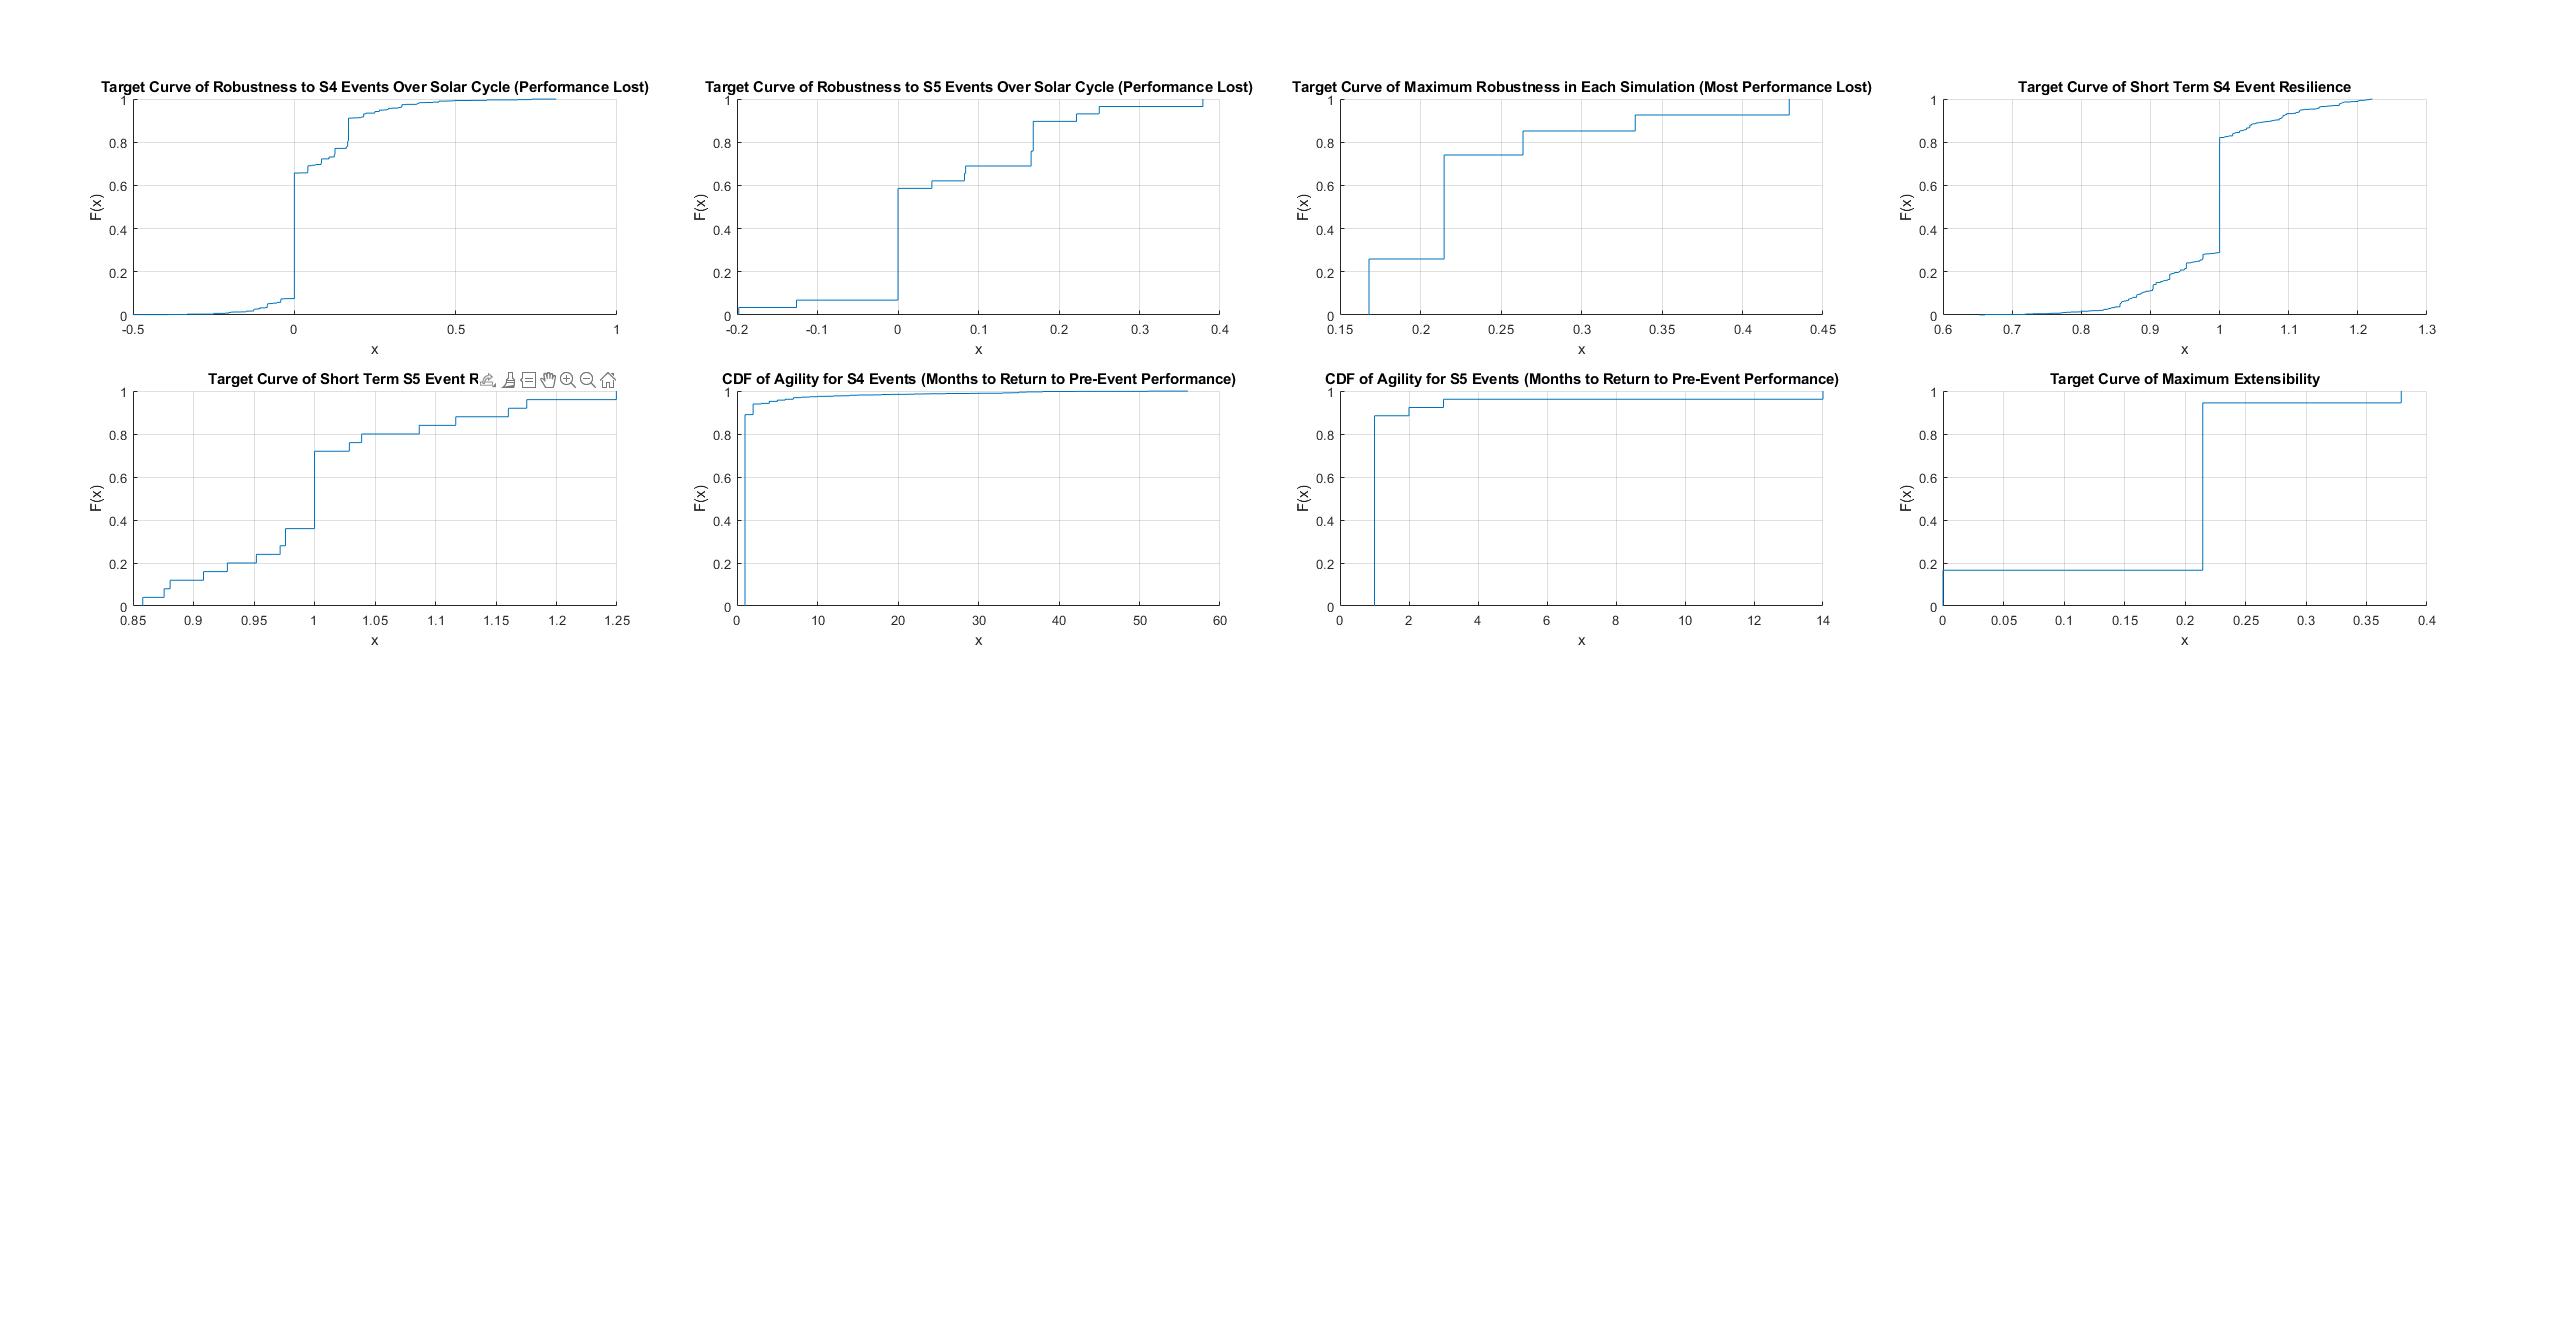 Target Curve of Robustness to S4 Events Over Solar Cycle (Performance Lost)
F(x)
1
0.8
0.6
0.4
0.2
0
-0.5 0 0.5 1
x
Target Curve of Robustness to S5 Events Over Solar Cycle (Performance Lost)
F(x)
1
0.8
0.6
0.4
0.2
0
-0.2 -0.1 0 0.1 0.2 0.3 0.4
x
Target Curve of Maximum Robustness in Each Simulation (Most Performance Lost)
F(x)
1
0.8
0.6
0.4
0.2
0
0.15 0.2 0.25 0.3 0.35 0.4 0.45
x
Target Curve of Short Term S4 Event Resilience
F(x)
1
0.8
0.6
0.4
0.2
0
0.6 0.7 0.8 0.9 1 1.1 1.2 1.3
x
Target Curve of Short Term S5 Event R
F(x)
1
0.8
0.6
0.4
0.2
0
0.85 0.9 0.95 1 1.05 1.1 1.15 1.2 1.25
x
CDF of Agility for S4 Events (Months to Return to Pre-Event Performance)
F(x)
1
0.8
0.6
0.4
0.2
0
0 10 20 30 40 50 60
x
CDF of Agility for S5 Events (Months to Return to Pre-Event Performance)
F(x)
1
0.8
0.6
0.4
0.2
0
0 2 4 6 8 10 12 14
x
Target Curve of Maximum Extensibility
F(x)
1
0.8
0.6
0.4
0.2
0
0 0.05 0.1 0.15 0.2 0.25 0.3 0.35 0.4
x